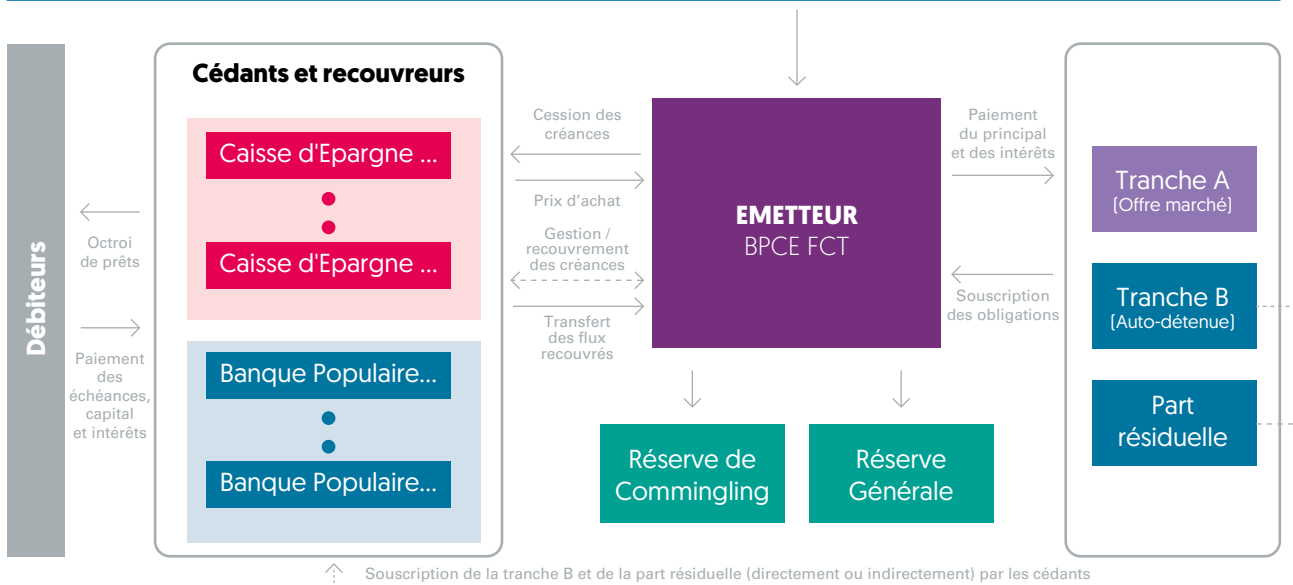 Débiteurs
Octroi
de prêts
Paiement
des
échéances,
capital
et intérêts
Cédants et recouvreurs
Caisse d'Epargne ...
Caisse d'Epargne ...
Banque Populaire...
Banque Populaire...
Cession des
créances
Prix d'achat
Gestion /
recouvrement
des créances
Transfert
des flux
recouvrés
EMETTEUR
BPCE FCT
Réserve de
Commingling
Réserve
Générale
Paiement
du principal
et des intérêts
Souscription
des obligations
Tranche A
(Offre marché)
Tranche B
(Auto-détenue)
Part
résiduelle
Souscription de la tranche B et de la part résiduelle (directement ou indirectement) par les cédants